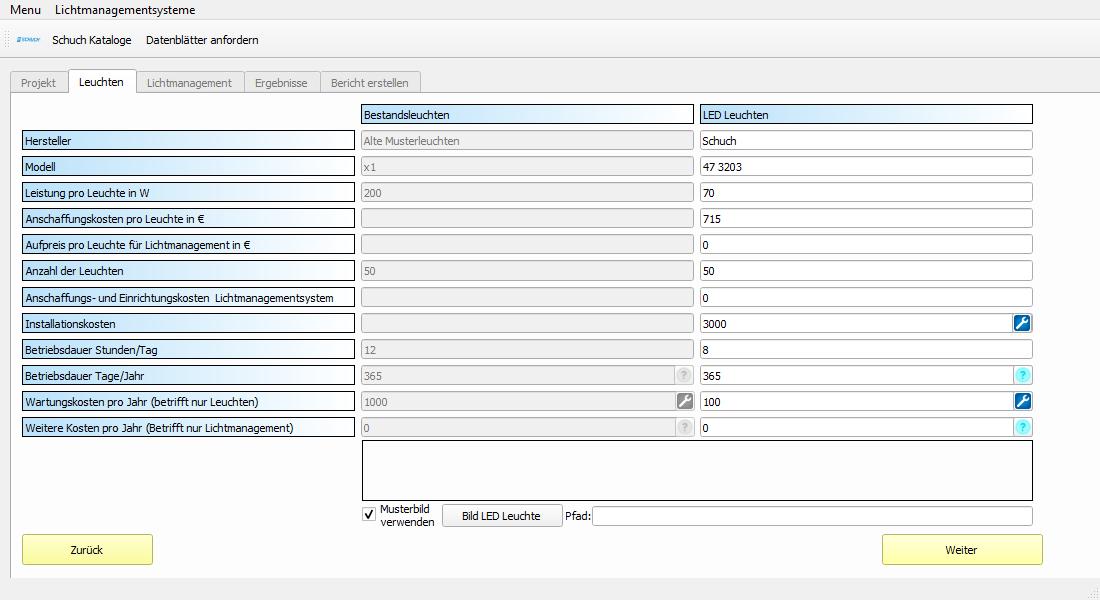 Menu Lichtmanagementsysteme
SCHUCH Schuch Kataloge Datenblätter anfordern
Projekt Leuchten Lichtmanagement Ergebnisse Bericht erstellen
Bestandsleuchten LED Leuchten
Hersteller Alte Musterleuchten Schuch
Modell x1 47 3203
Leistung pro Leuchte in W 200 70
Anschaffungskosten pro Leuchte in € 715
Aufpreis pro Leuchte für Lichtmanagement in € 0
Anzahl der Leuchten 50 50
Anschaffungs- und Einrichtungskosten Lichtmanagementsystem 0
Installationskosten 3000
Betriebsdauer Stunden/Tag 12 8
Betriebsdauer Tage/Jahr 365 ? 365 ?
Wartungskosten pro Jahr (betrifft nur Leuchten) 1000 100
Weitere Kosten pro Jahr (Betrifft nur Lichtmanagement) 0 ? 0 ?
Musterbild
verwenden Bild LED Leuchte Pfad:
Zurück Weiter